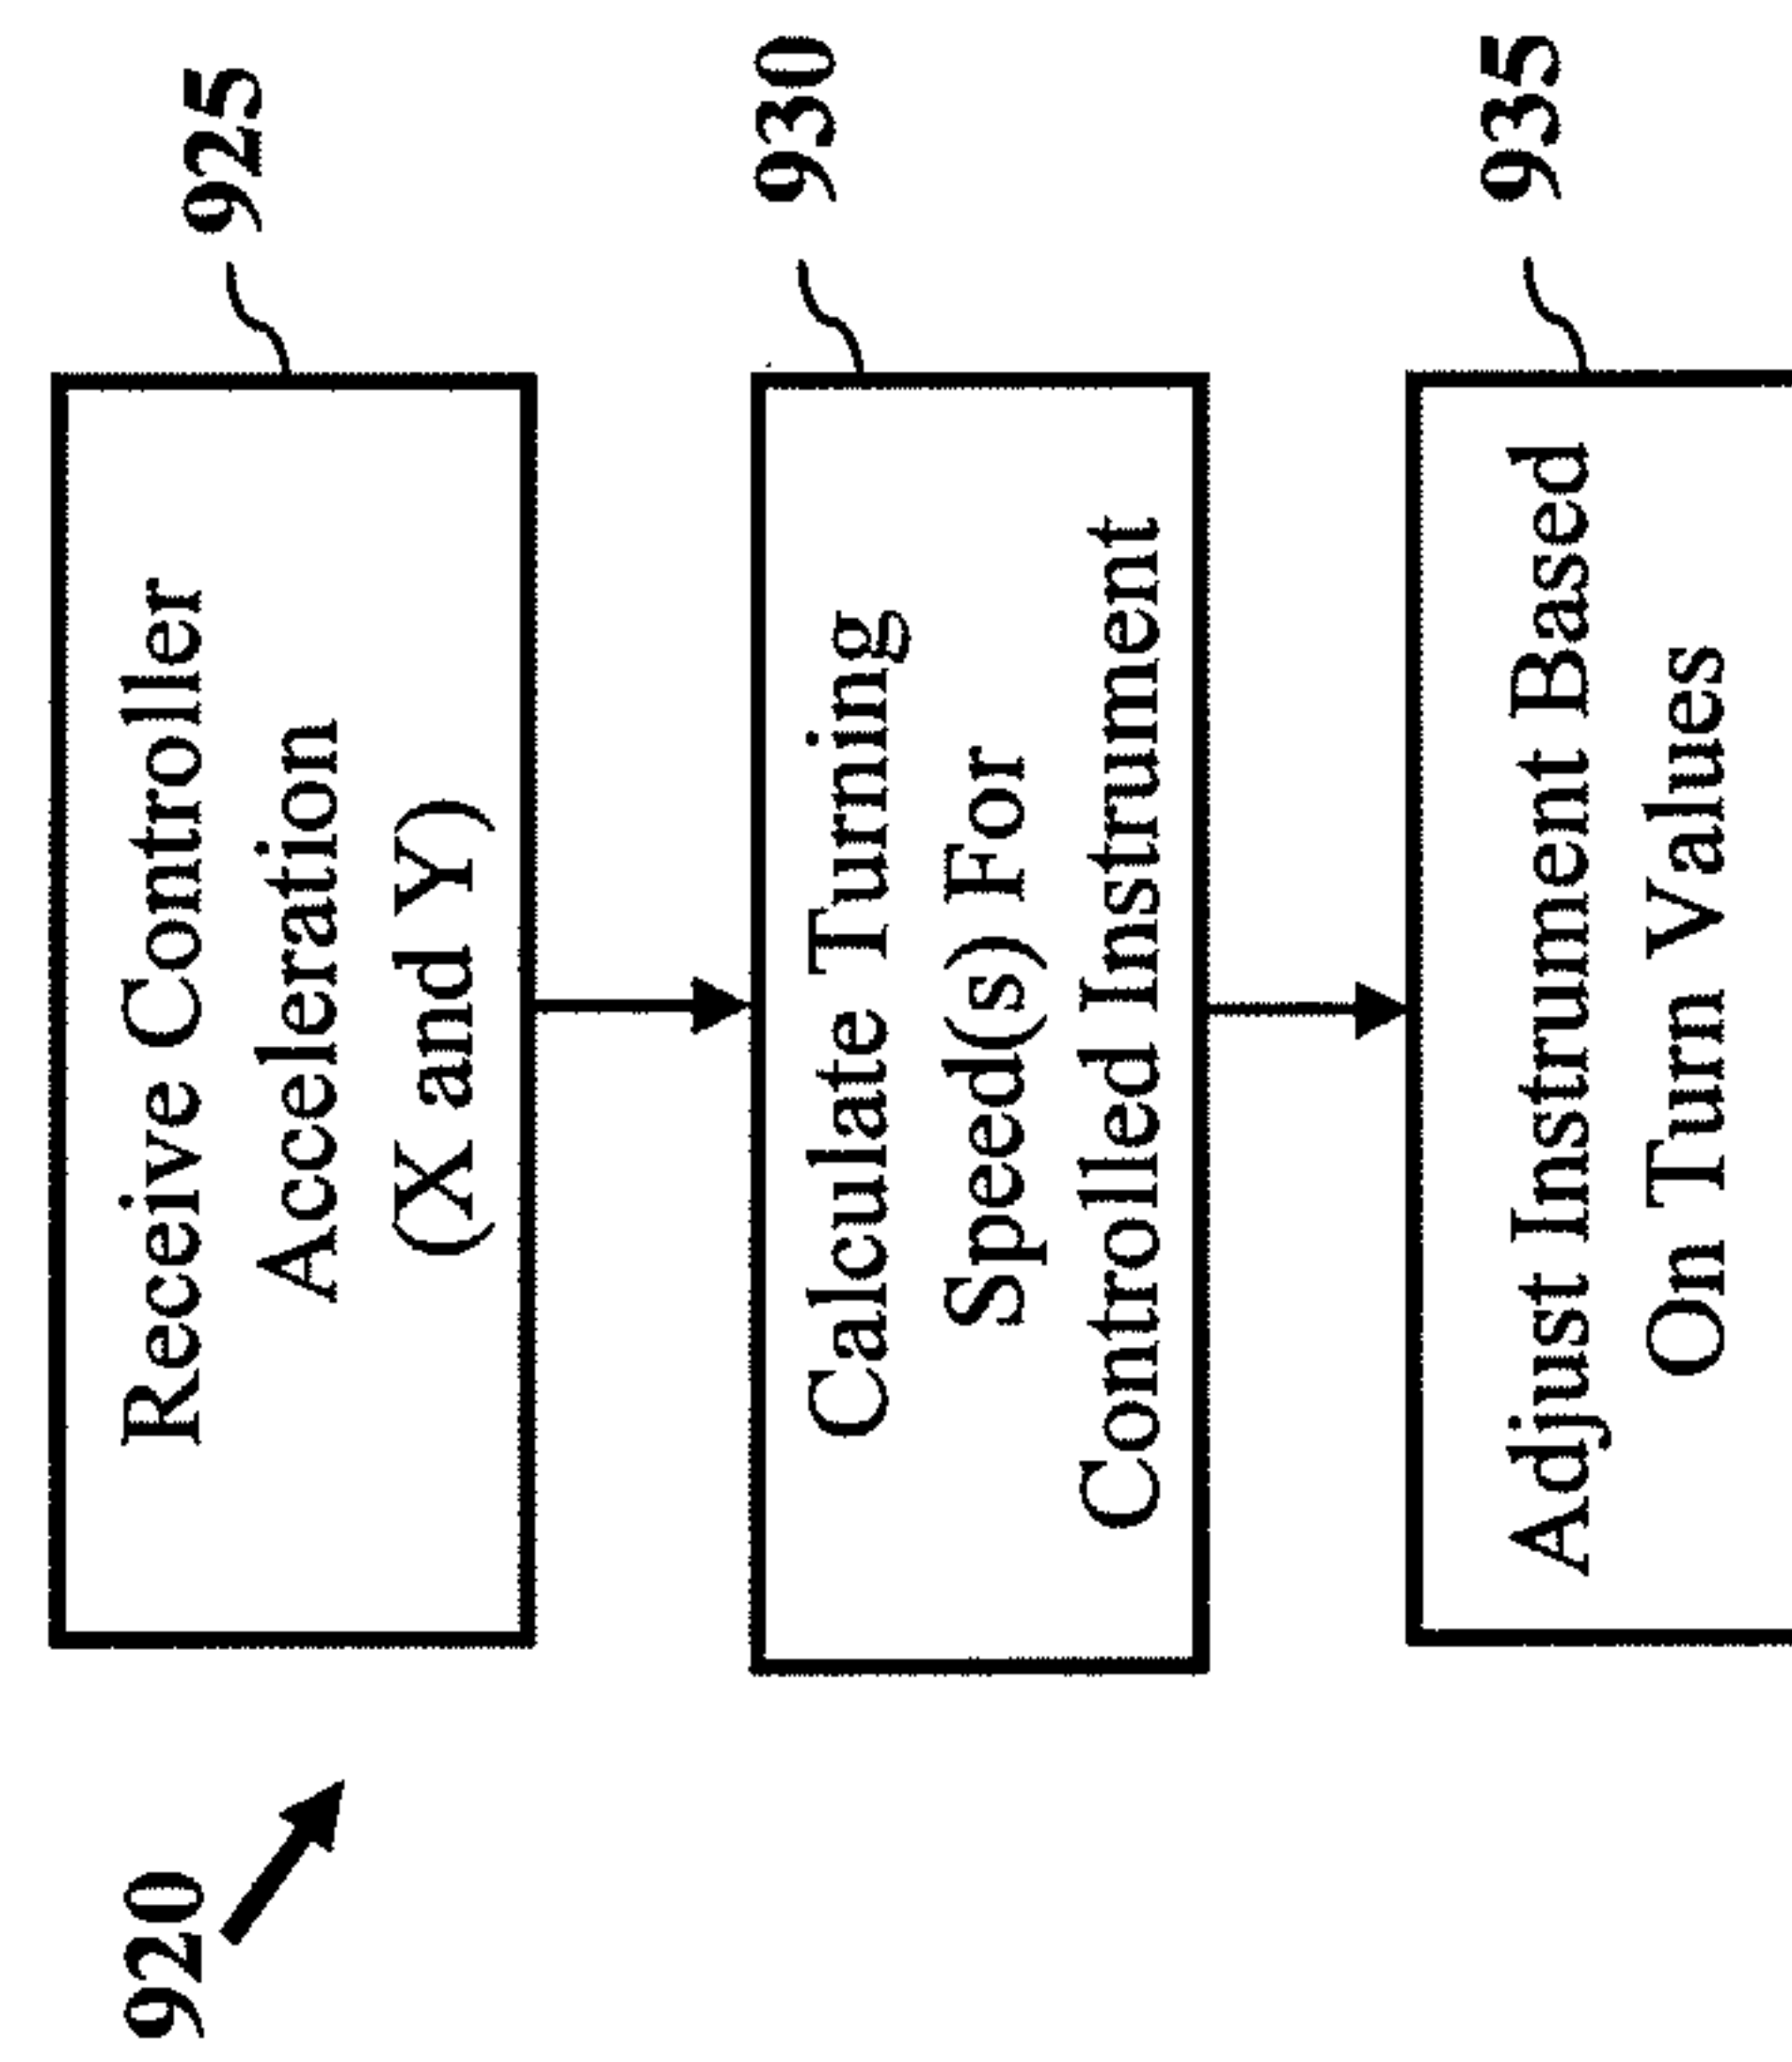 920
Receive Controller
Acceleration
(X and Y)
925
Calculate Turning
Speed(s) For
Controlled Instrument
930
Adjust Instrument Based
On Turn Values
935